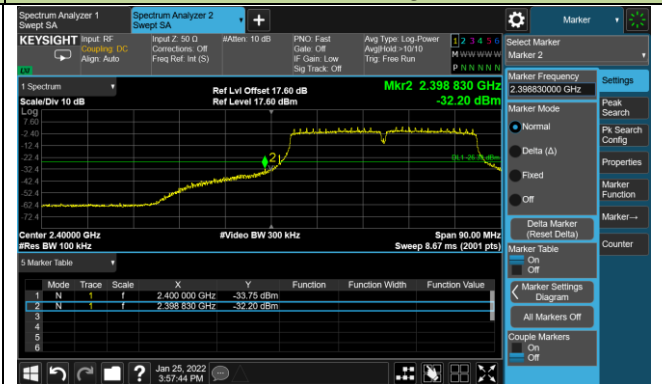 Spectrum Analyzer 1
Swept SA
Spectrum Analyzer 2
Swept SA
+
Marker
KEYSIGHT
Input: RF
Coupling: DC
Align: Auto
Input Z: 50 Ω
Corrections: Off
Freq Ref: Int (S)
#Atten: 10 dB
PNO: Fast
Gate: Off
IF Gain: Low
Sig Track: Off
Avg Type: Log-Power
Avg|Hold:>10/10
Trig: Free Run
1 2 3 4 5 6
M W W W W W
P N N N N N
LXI
Select Marker
Marker 2
Marker Frequency
2.398830000 GHz
Marker Mode
Normal
Delta (Δ)
Fixed
Off
Delta Marker
(Reset Delta)
Marker Table
On
Off
Marker Settings
Diagram
All Markers Off
Couple Markers
On
Off
Settings
Peak
Search
Pk Search
Config
Properties
Marker
Function
Marker→
Counter
1 Spectrum
Scale/Div 10 dB
Log
Ref Lvl Offset 17.60 dB
Ref Level 17.60 dBm
Mkr2 2.398 830 GHz
-32.20 dBm
7.60
-2.40
-12.4
-22.4
-32.4
-42.4
-52.4
-62.4
-72.4
2
Center 2.40000 GHz
#Res BW 100 kHz
#Video BW 300 kHz
Span 90.00 MHz
Sweep 8.67 ms (2001 pts)
5 Marker Table
Mode Trace Scale X Y Function Function Width Function Value
1 N 1 f 2.400 000 GHz -33.75 dBm
2 N 1 f 2.398 830 GHz -32.20 dBm
3
4
5
6
?
Jan 25, 2022
3:57:44 PM